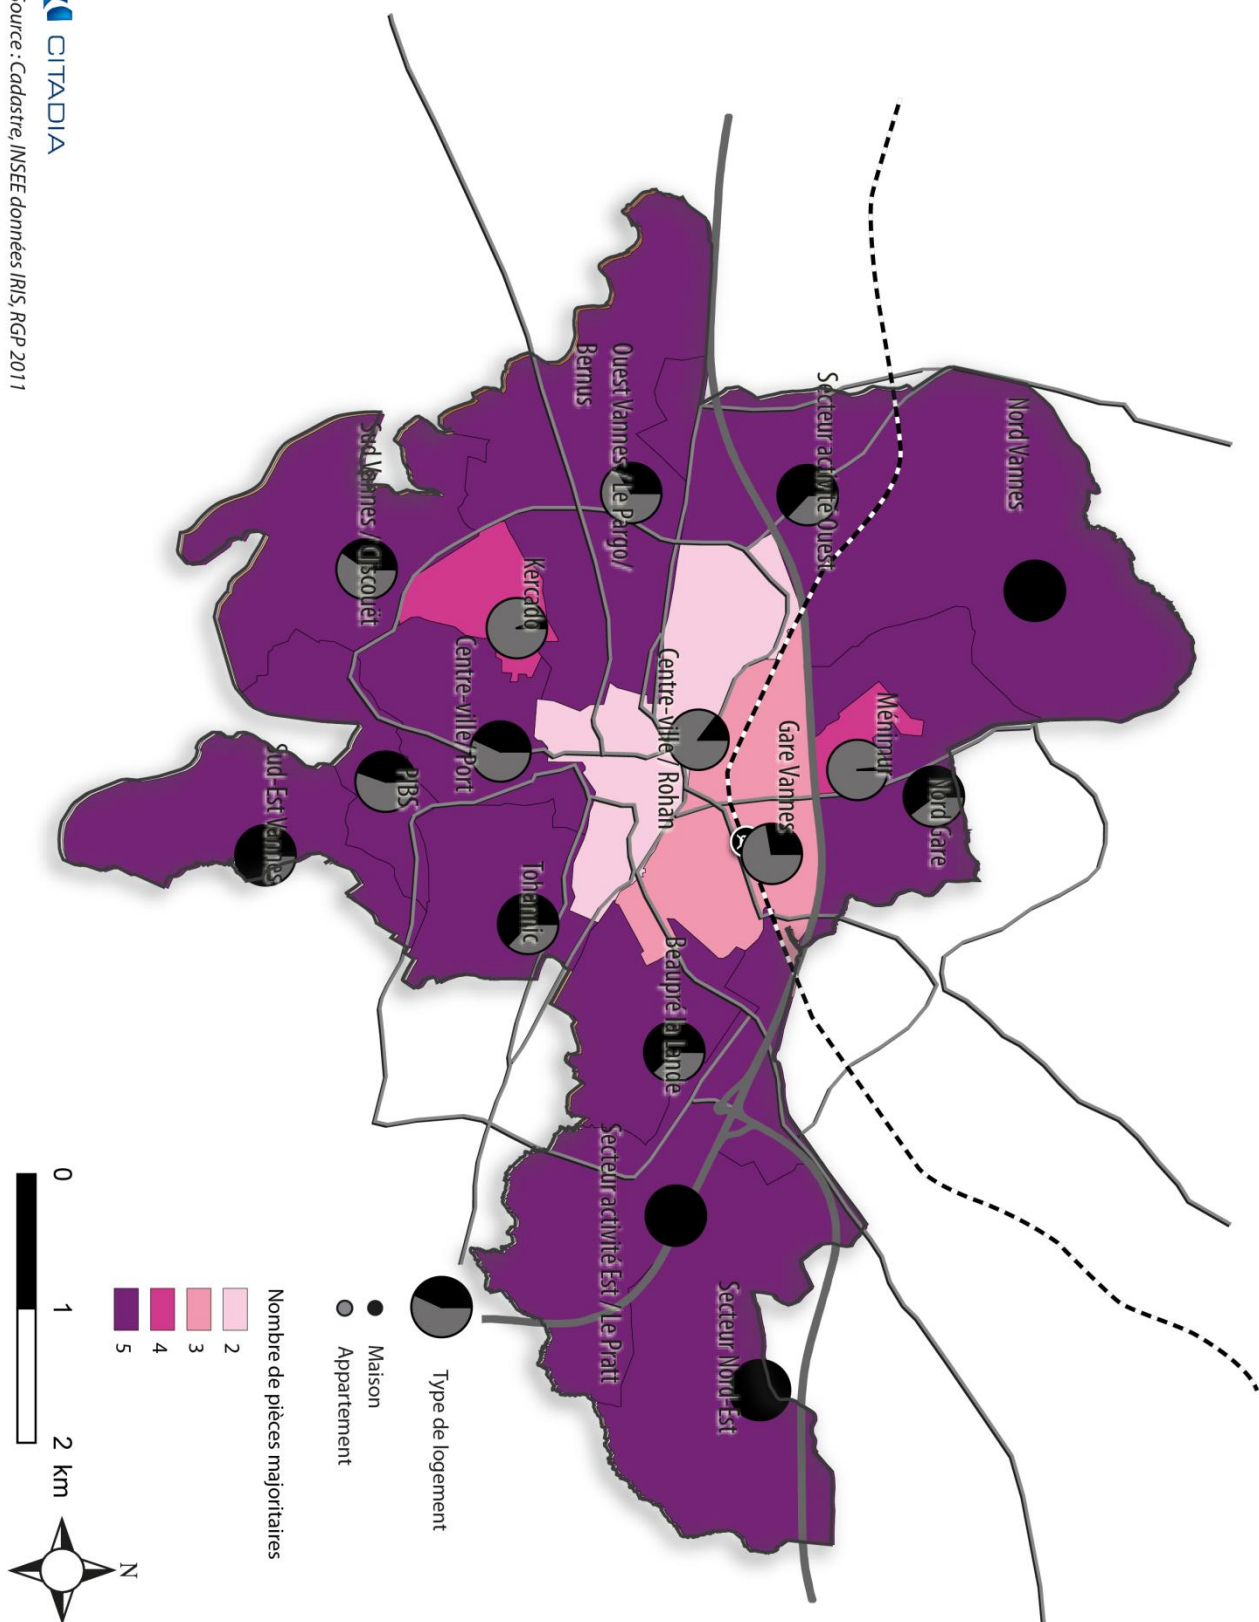 Nord Vannes
Secteur activité Ouest
Ménimur
Nord Gare
Gare Vannes
Ouest Vannes / Le Pargo/
Bernus
Centre-ville / Rohan
Kercado
Centre-ville/ Port
Sud Vannes / Cliscouët
PIBS
Sud-Est Vannes
Tohannic
Beaupré la Lande
Secteur activité Est / Le Pratt
Secteur Nord-Est
Type de logement
Maison
Appartement
Nombre de pièces majoritaires
2
3
4
5
0
1
2 km
N
CITADIA
Source : Cadastre, INSEE données IRIS, RGP 2011